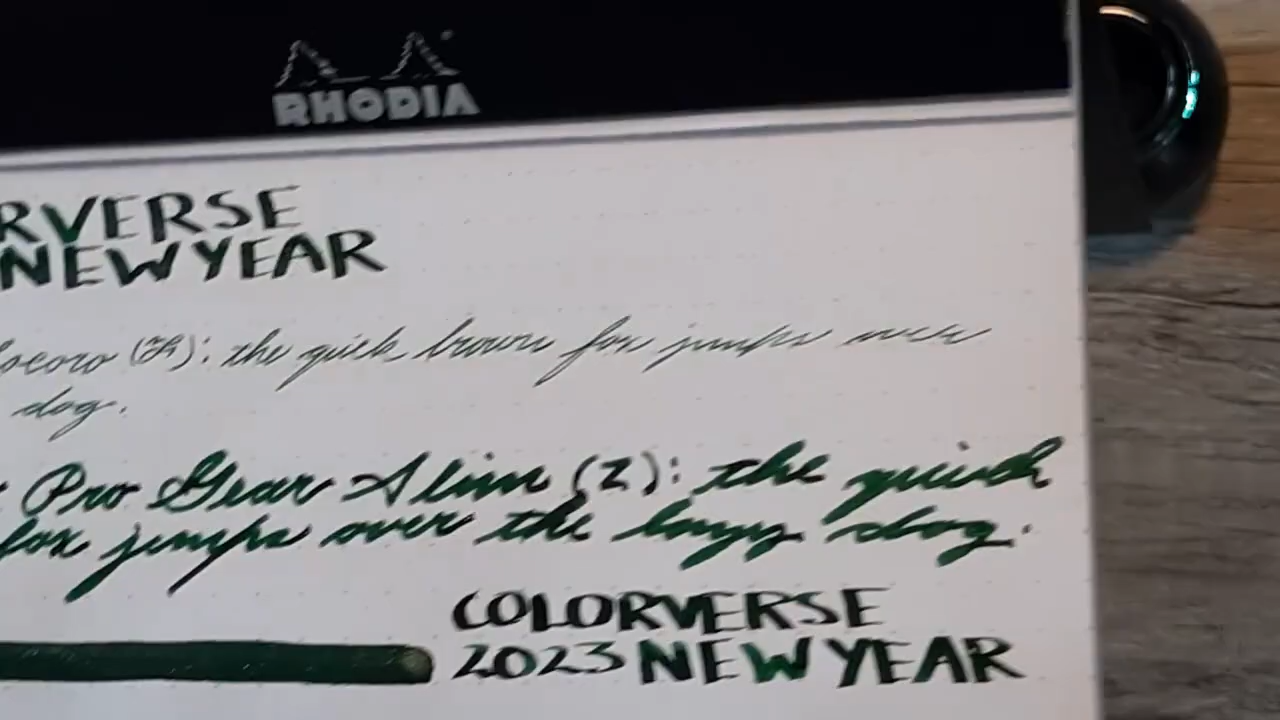 RHODIA
RVERSE
NEW YEAR
ocoro (F): the quick brown fox jumps over
dog.
Pro Gear Slim (Z): the quick
fox jumps over the lazy dog.
COLORVERSE
2023 NEW YEAR